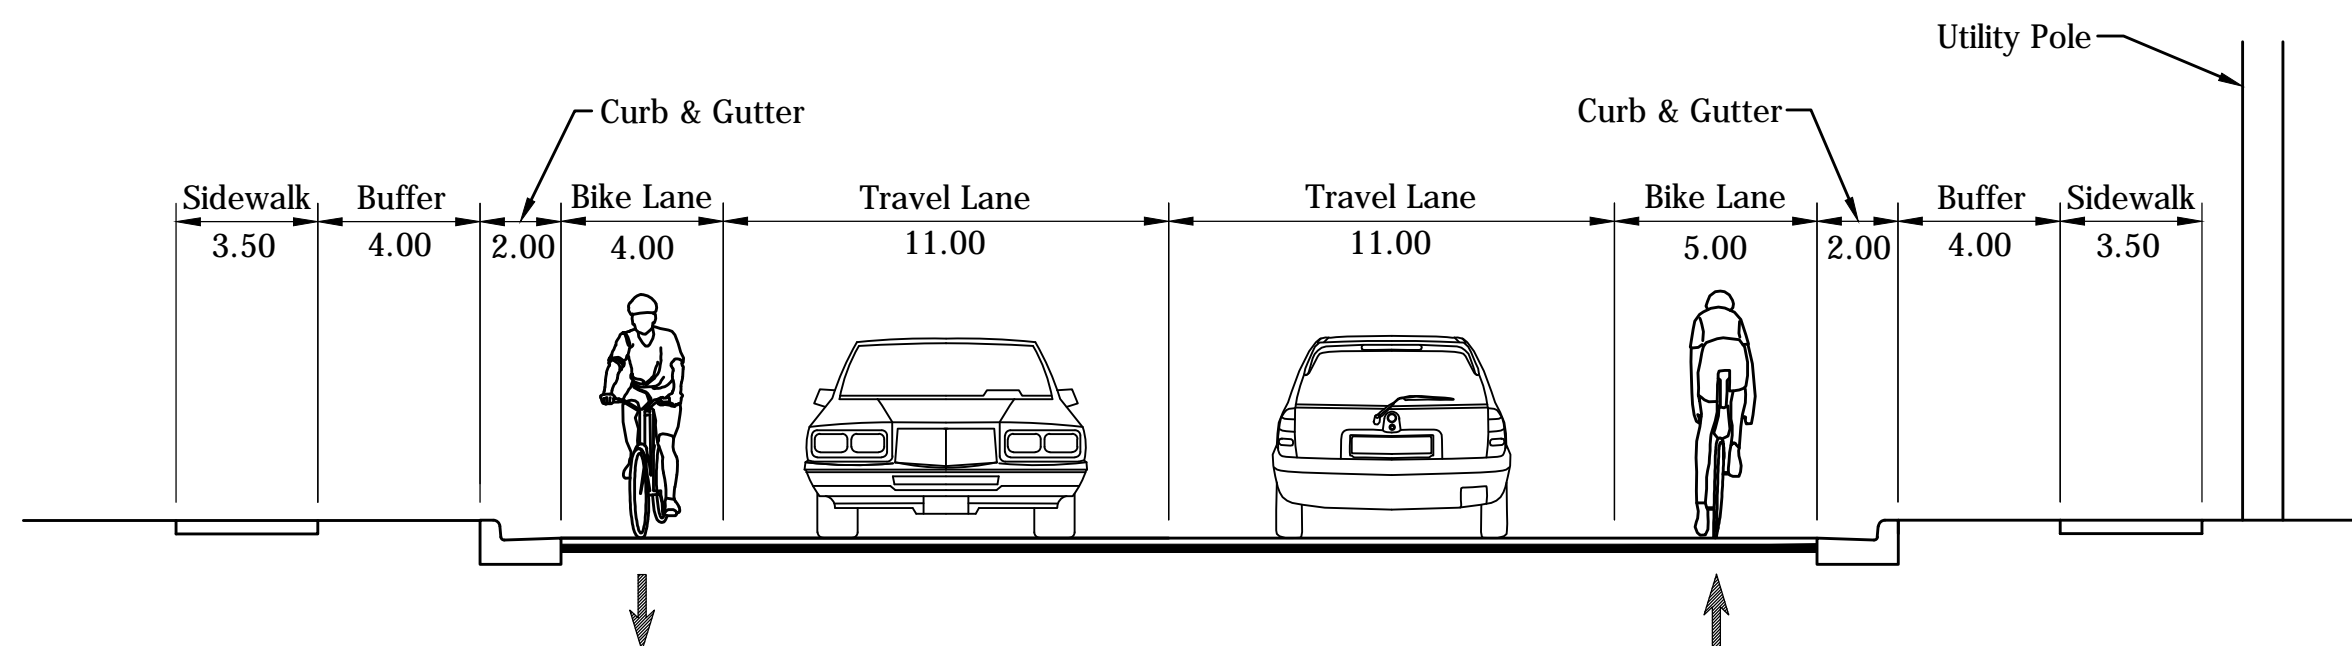 Utility Pole
Curb & Gutter
Curb & Gutter
Sidewalk
Buffer
Bike Lane
Travel Lane
Travel Lane
Bike Lane
Buffer
Sidewalk
3.50
4.00
2.00
4.00
11.00
11.00
5.00
2.00
4.00
3.50